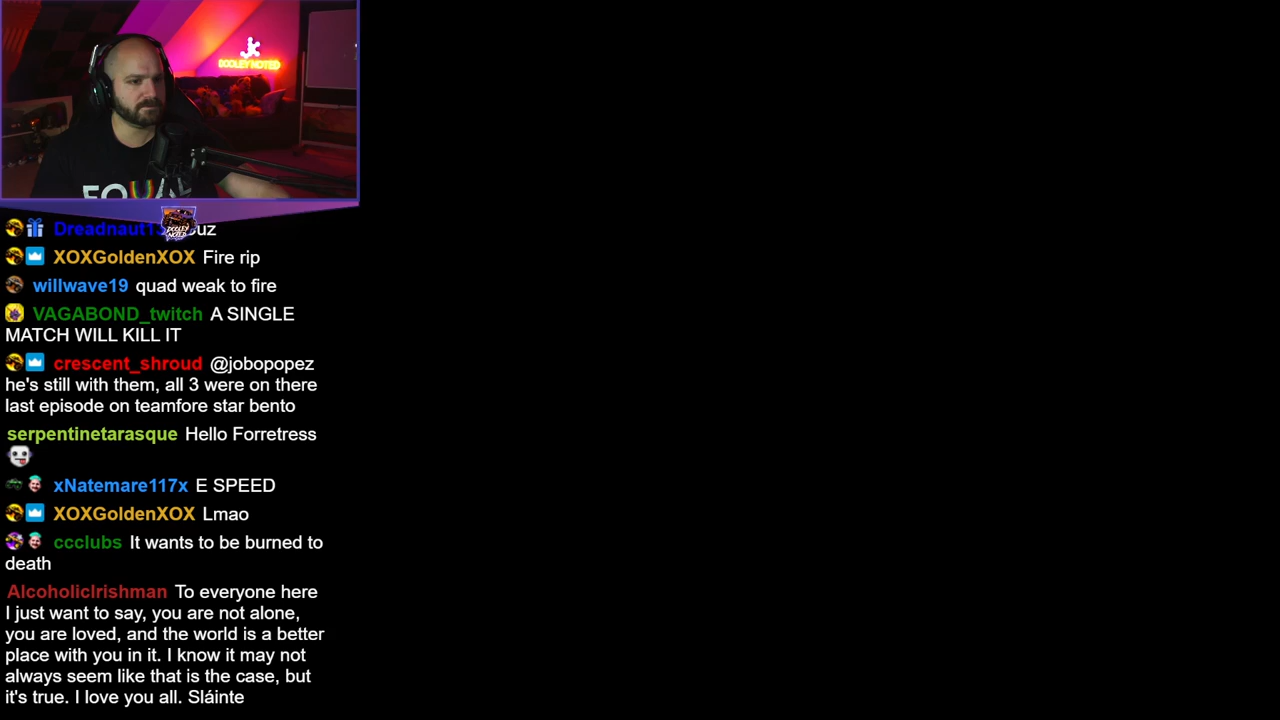 DOOLEY NOTED
EQUAL
DOOLEY NOTED
XOXGoldenXOX Fire rip
willwave19 quad weak to fire
VAGABOND_twitch A SINGLE
MATCH WILL KILL IT
crescent_shroud @jobopopez
he's still with them, all 3 were on there
last episode on teamfore star bento
serpentinetarasque Hello Forretress
xNatemare117x E SPEED
XOXGoldenXOX Lmao
ccclubs It wants to be burned to
death
AlcoholicIrishman To everyone here
I just want to say, you are not alone,
you are loved, and the world is a better
place with you in it. I know it may not
always seem like that is the case, but
it's true. I love you all. Sláinte